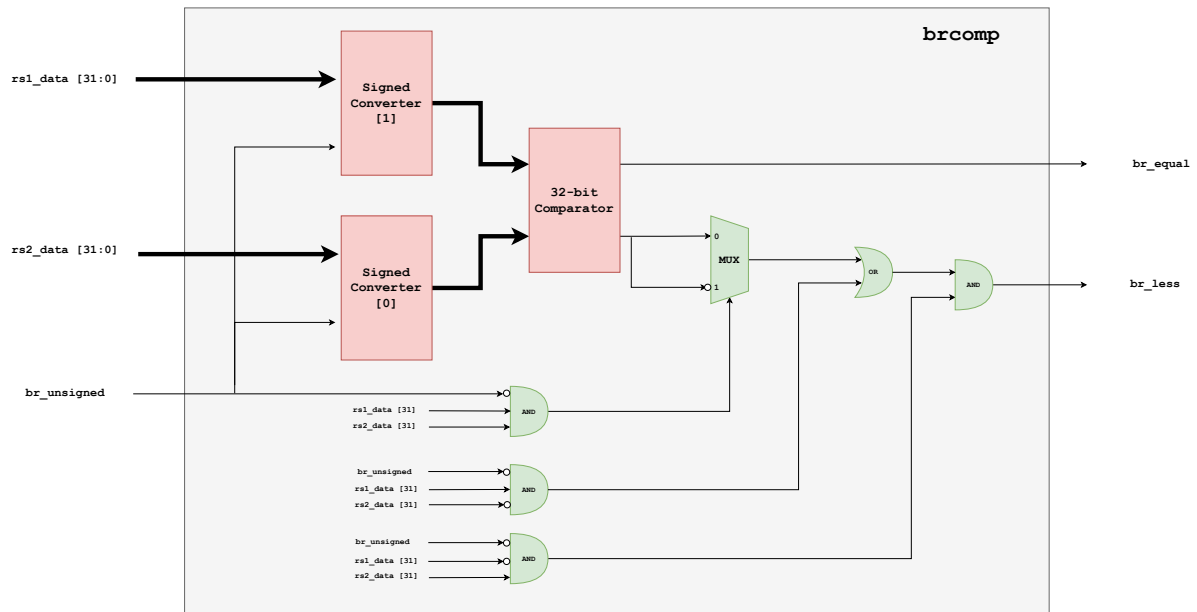 brcomp
rs1_data [31:0]
Signed
Converter
[1]
br_equal
32-bit
Comparator
rs2_data [31:0]
0
MUX
1
OR
AND
br_less
Signed
Converter
[0]
br_unsigned
rs1_data [31]
rs2_data [31]
AND
br_unsigned
rs1_data [31]
rs2_data [31]
AND
br_unsigned
rs1_data [31]
rs2_data [31]
AND